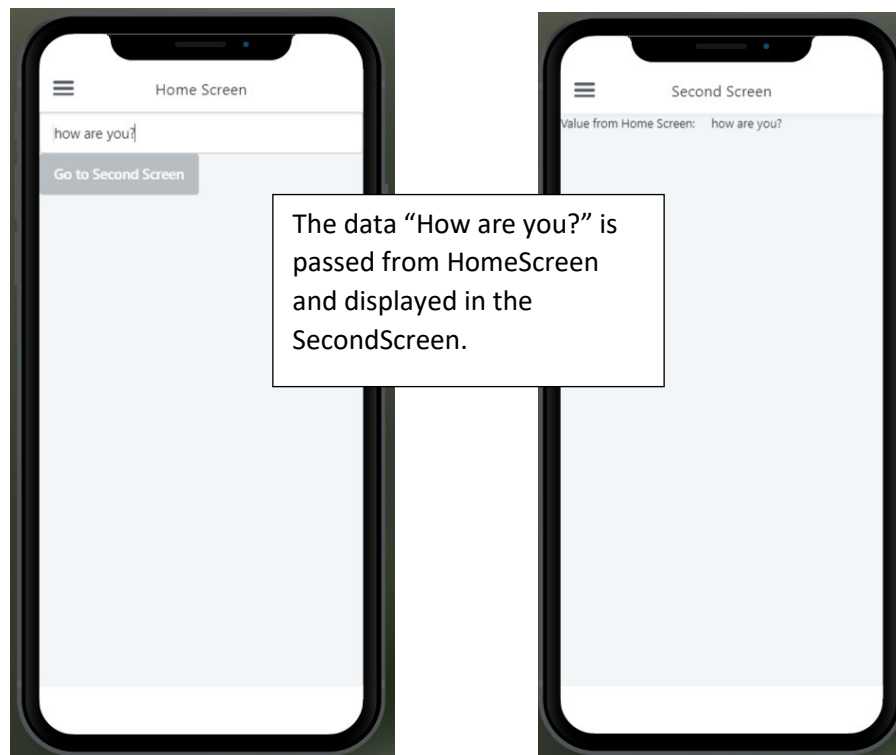 Home Screen
how are you?
Go to Second Screen
The data “How are you?” is
passed from HomeScreen
and displayed in the
SecondScreen.
Second Screen
Value from Home Screen: how are you?